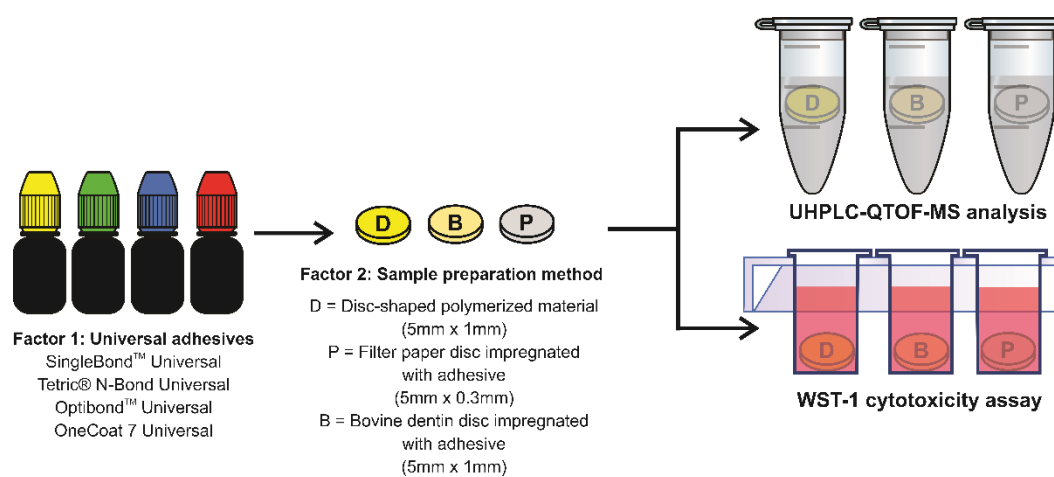 Factor 1: Universal adhesives
SingleBond™ Universal
Tetric® N-Bond Universal
Optibond™ Universal
OneCoat 7 Universal
D B P
Factor 2: Sample preparation method
D = Disc-shaped polymerized material
(5mm x 1mm)
P = Filter paper disc impregnated
with adhesive
(5mm x 0.3mm)
B = Bovine dentin disc impregnated
with adhesive
(5mm x 1mm)
D B P
UHPLC-QTOF-MS analysis
D B P
WST-1 cytotoxicity assay